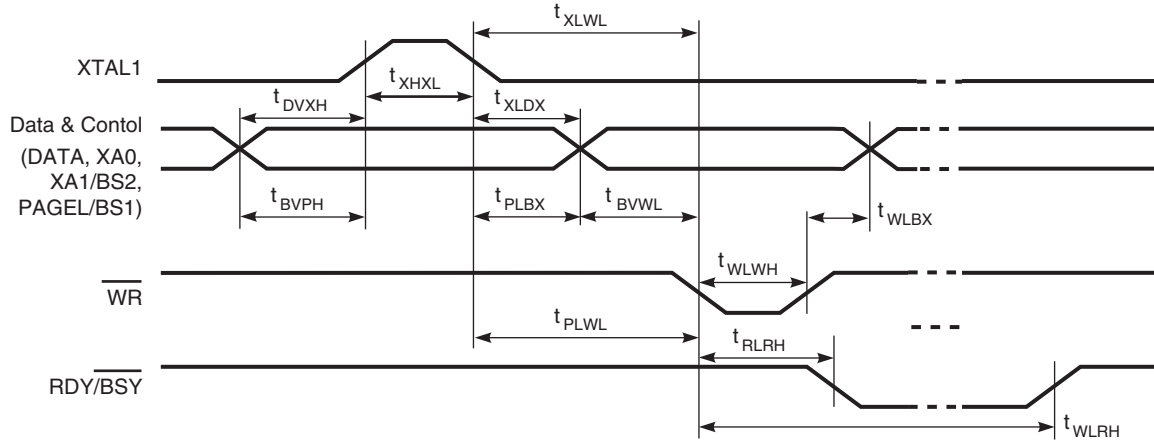 t XLWL
XTAL1
t XHXL
t DVXH
t XLDX
Data & Contol
(DATA, XA0,
XA1/BS2,
PAGEL/BS1)
t BVPH
t PLBX
t BVWL
t WLBX
t WLWH
WR
t PLWL
t RLRH
RDY/BSY
t WLRH